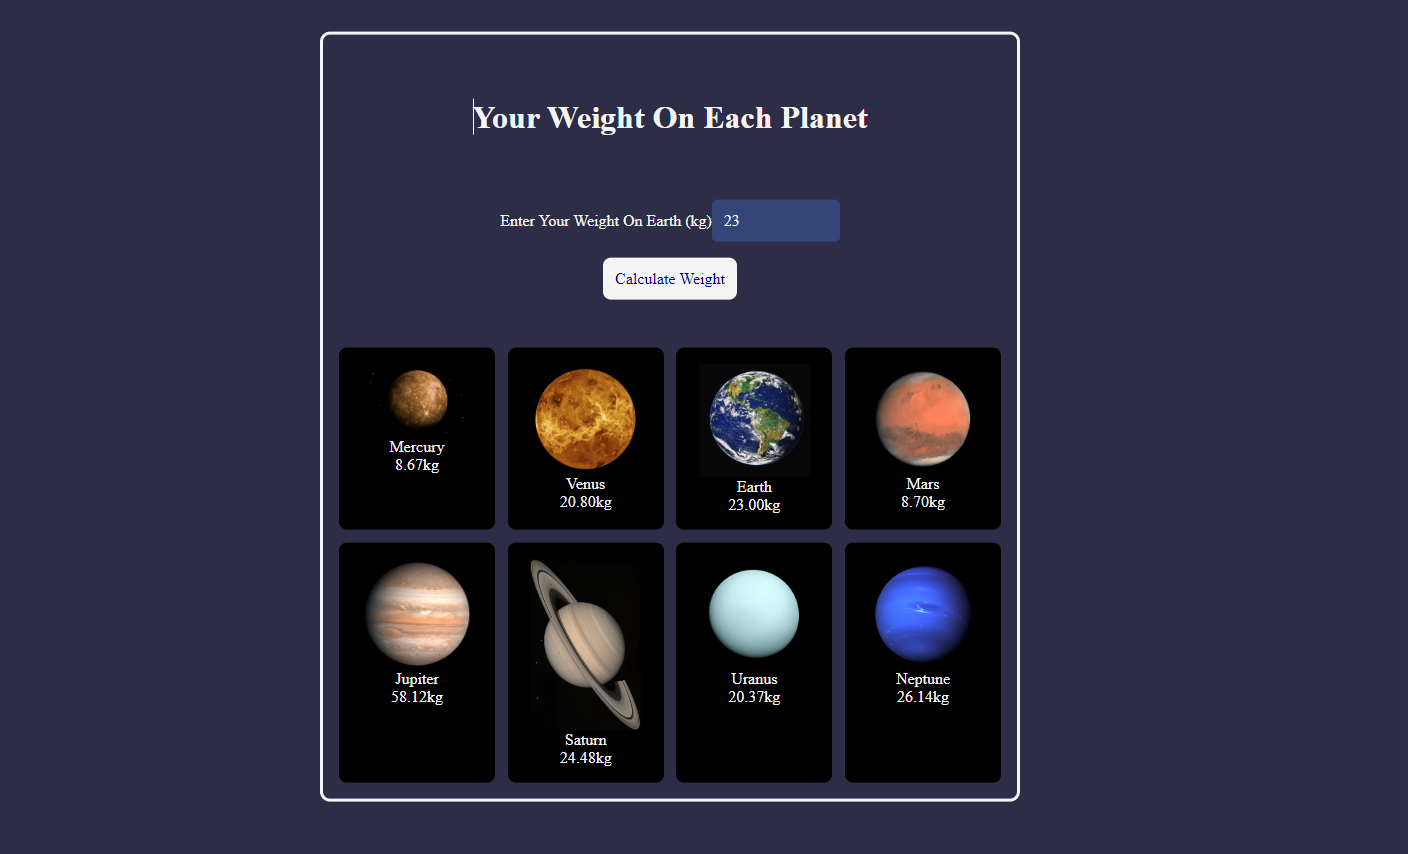 Your Weight On Each Planet
Enter Your Weight On Earth (kg) 23
Calculate Weight
Mercury
8.67kg
Venus
20.80kg
Earth
23.00kg
Mars
8.70kg
Jupiter
58.12kg
Saturn
24.48kg
Uranus
20.37kg
Neptune
26.14kg